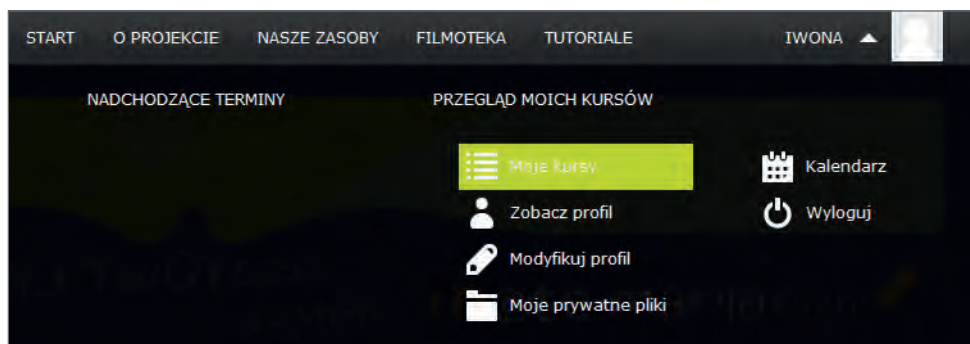 START O PROJEKCIE NASZE ZASOBY FILMOTEKA TUTORIALE IWONA
NADCHODZĄCE TERMINY PRZEGLĄD MOICH KURSÓW
Moje kursy Kalendarz
Zobacz profil Wyloguj
Modyfikuj profil
Moje prywatne pliki